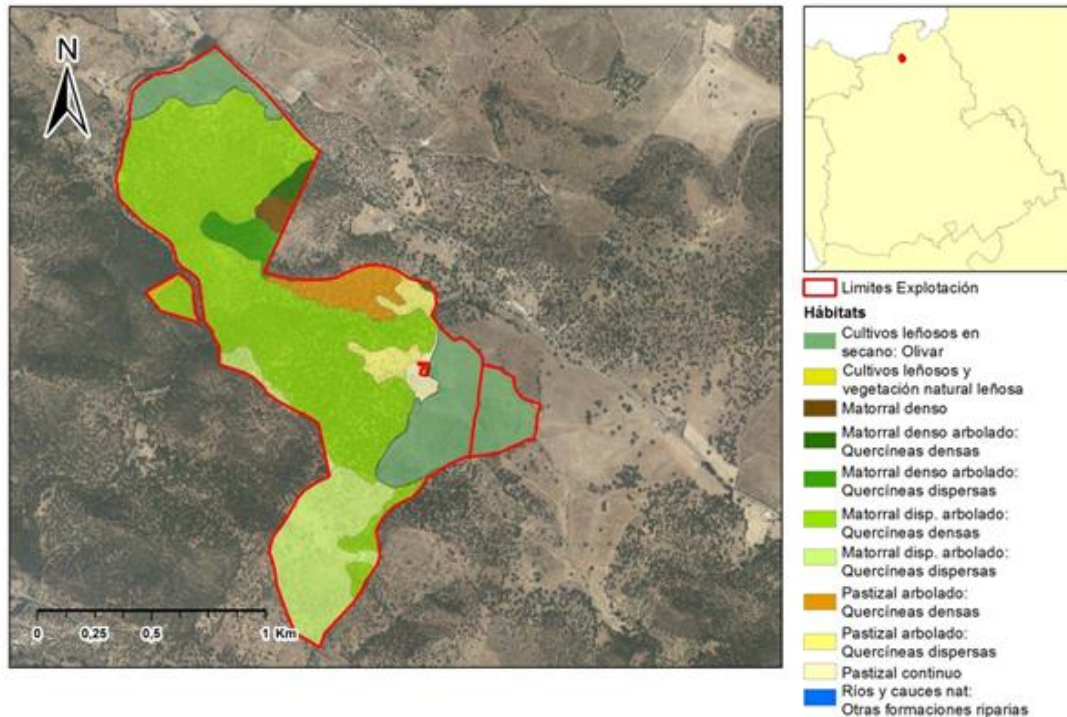 N
0 0,25 0,5 1 Km
Limites Explotación
Hábitats
Cultivos leñosos en
secano: Olivar
Cultivos leñosos y
vegetación natural leñosa
Matorral denso
Matorral denso arbolado:
Quercíneas densas
Matorral denso arbolado:
Quercíneas dispersas
Matorral disp. arbolado:
Quercíneas densas
Matorral disp. arbolado:
Quercíneas dispersas
Pastizal arbolado:
Quercíneas densas
Pastizal arbolado:
Quercíneas dispersas
Pastizal continuo
Ríos y cauces nat:
Otras formaciones riparias